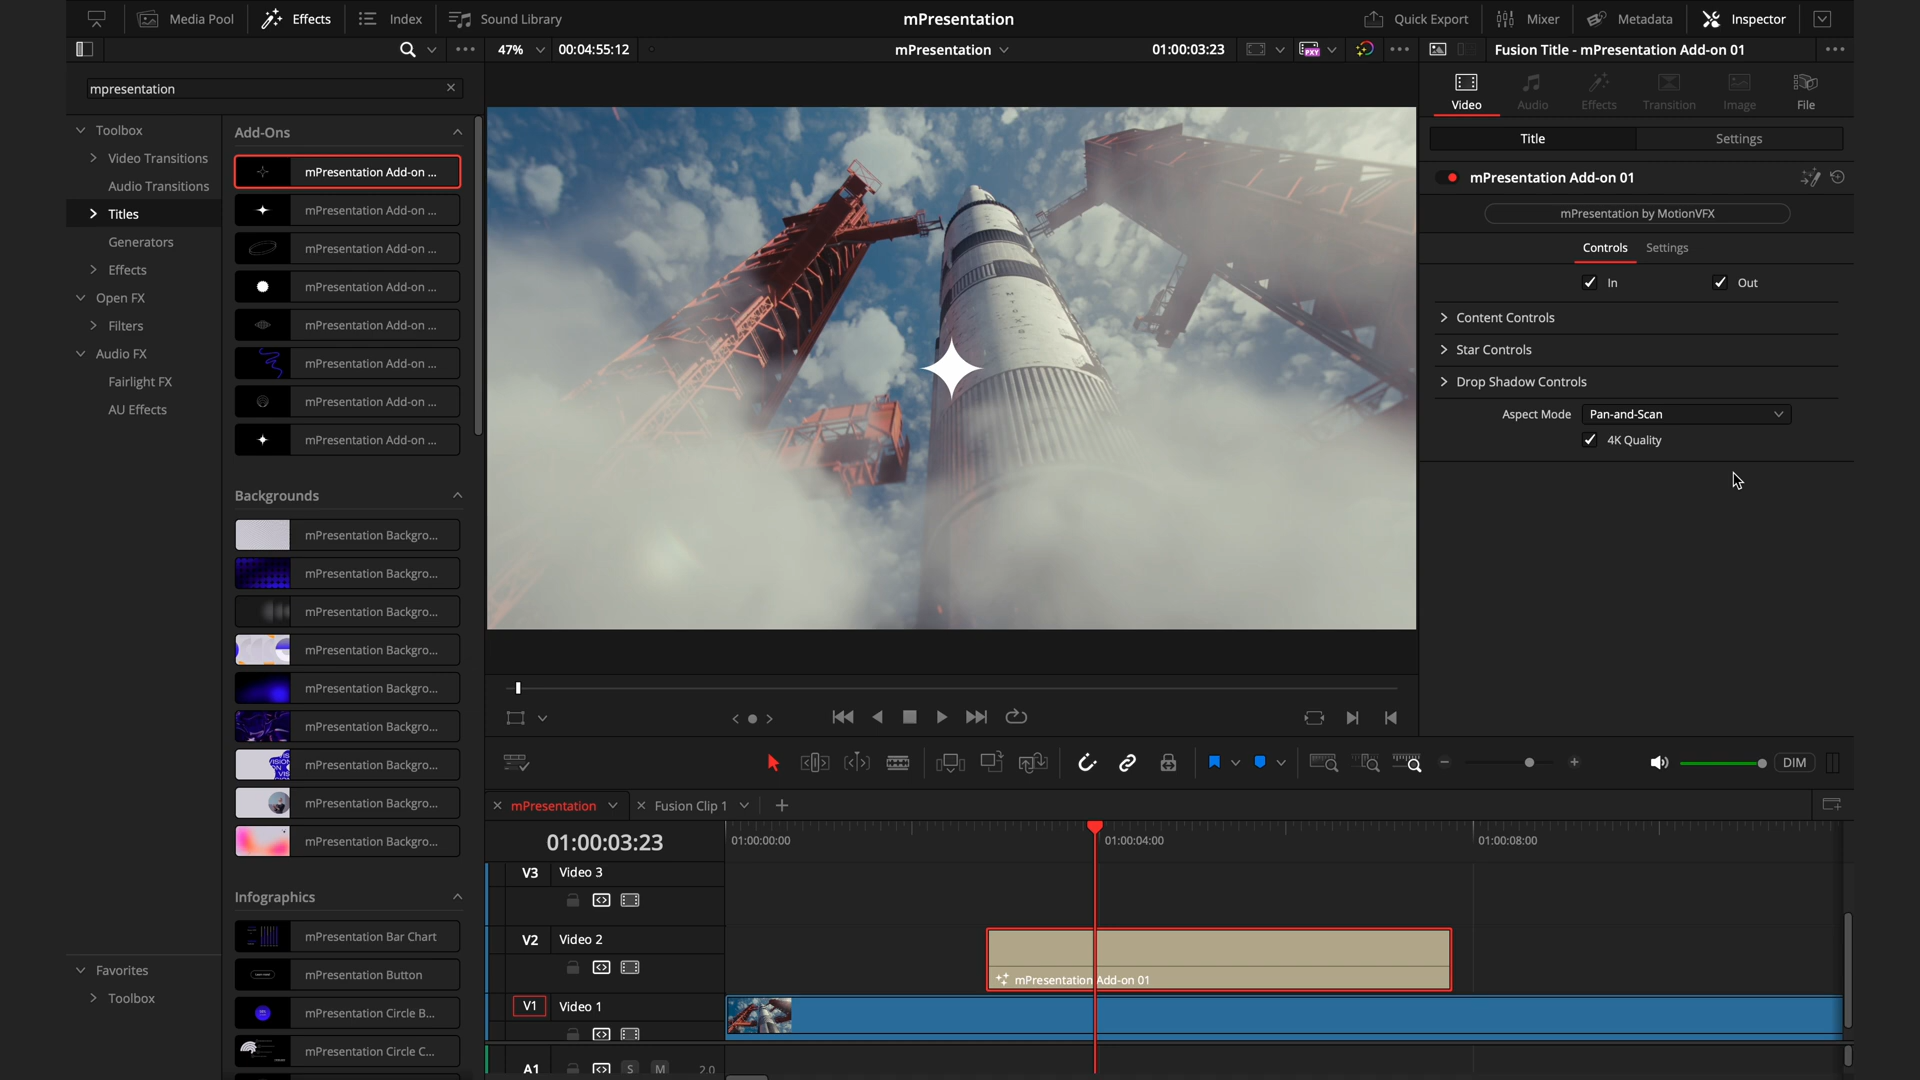 Media Pool
Effects
Index
Sound Library
mPresentation
Quick Export
Mixer
Metadata
Inspector
47%
00:04:55:12
mPresentation
01:00:03:23
PXY
Fusion Title - mPresentation Add-on 01
mpresentation
Toolbox
Video Transitions
Audio Transitions
Titles
Generators
Effects
Open FX
Filters
Audio FX
Fairlight FX
AU Effects
Favorites
Toolbox
Add-Ons
mPresentation Add-on ...
mPresentation Add-on ...
mPresentation Add-on ...
mPresentation Add-on ...
mPresentation Add-on ...
mPresentation Add-on ...
mPresentation Add-on ...
mPresentation Add-on ...
Backgrounds
mPresentation Backgro...
mPresentation Backgro...
mPresentation Backgro...
mPresentation Backgro...
mPresentation Backgro...
mPresentation Backgro...
mPresentation Backgro...
mPresentation Backgro...
mPresentation Backgro...
Infographics
mPresentation Bar Chart
mPresentation Button
mPresentation Circle B...
mPresentation Circle C...
Video
Audio
Effects
Transition
Image
File
Title
Settings
mPresentation Add-on 01
mPresentation by MotionVFX
Controls
Settings
In
Out
Content Controls
Star Controls
Drop Shadow Controls
Aspect Mode
Pan-and-Scan
4K Quality
DIM
mPresentation
Fusion Clip 1
01:00:03:23
01:00:00:00
01:00:04:00
01:00:08:00
V3
Video 3
V2
Video 2
mPresentation Add-on 01
V1
Video 1
A1
S
M
2.0